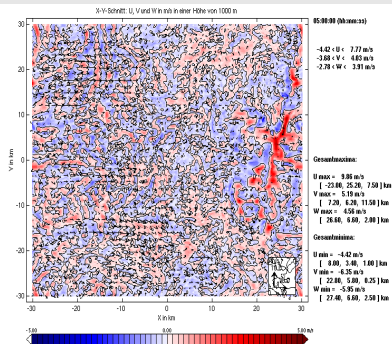 X-Y-Schnitt: U, V und W in m/s in einer Höhe von 1000 m
05:00:00 (hh:mm:ss)
-4.42 < U < 7.77 m/s
-3.68 < V < 4.03 m/s
-2.78 < W < 3.91 m/s
Gesamtmaxima:
U max = 9.86 m/s
[ -23.00, 25.20, 7.50 ] km
V max = 5.19 m/s
[ 7.20, 6.20, 11.50 ] km
W max = 4.56 m/s
[ 26.60, 6.60, 2.00 ] km
Gesamtminima:
U min = -4.42 m/s
[ 8.00, 3.40, 1.00 ] km
V min = -6.35 m/s
[ 22.00, 5.80, 0.25 ] km
W min = -5.95 m/s
[ 27.40, 6.60, 2.50 ] km
Y in km
30
20
10
0
-10
-20
-30
-30 -20 -10 0 10 20 30
X in km
-5.00 0.00 5.00 m/s